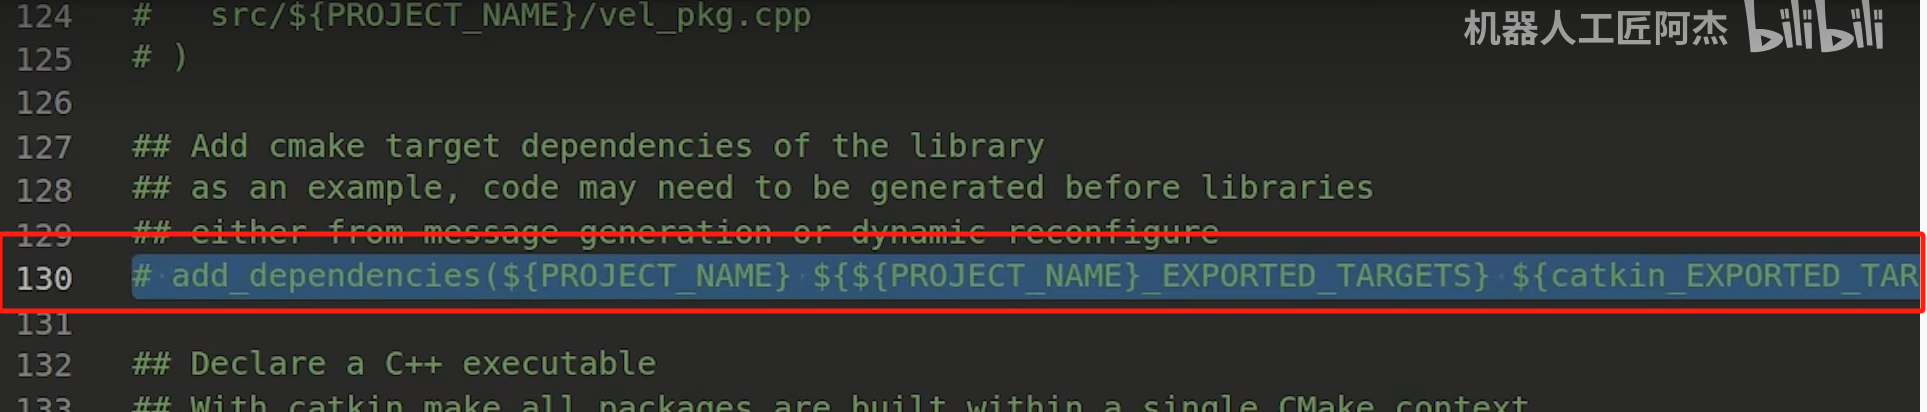 机器人工匠阿杰 bilibili
124 #   src/${PROJECT_NAME}/vel_pkg.cpp
125 # )
126
127 ## Add cmake target dependencies of the library
128 ## as an example, code may need to be generated before libraries
129 ## either from message generation or dynamic reconfigure
130 # add_dependencies(${PROJECT_NAME} ${${PROJECT_NAME}_EXPORTED_TARGETS} ${catkin_EXPORTED_TAR
131
132 ## Declare a C++ executable
133 ## With catkin_make all packages are built within a single CMake context